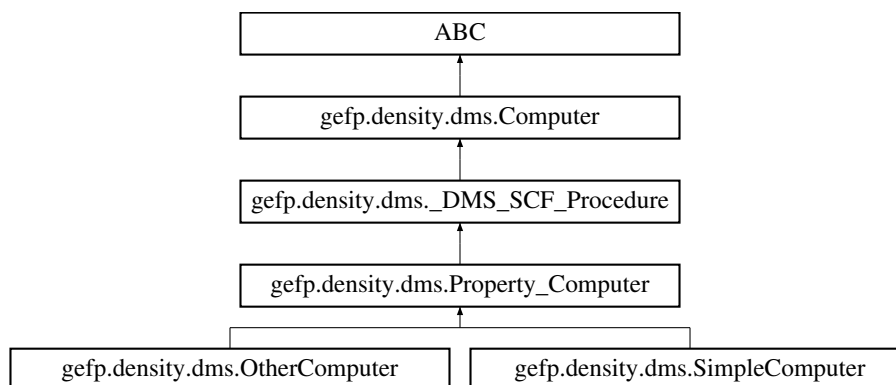 ABC
gefp.density.dms.Computer
gefp.density.dms._DMS_SCF_Procedure
gefp.density.dms.Property_Computer
gefp.density.dms.OtherComputer
gefp.density.dms.SimpleComputer